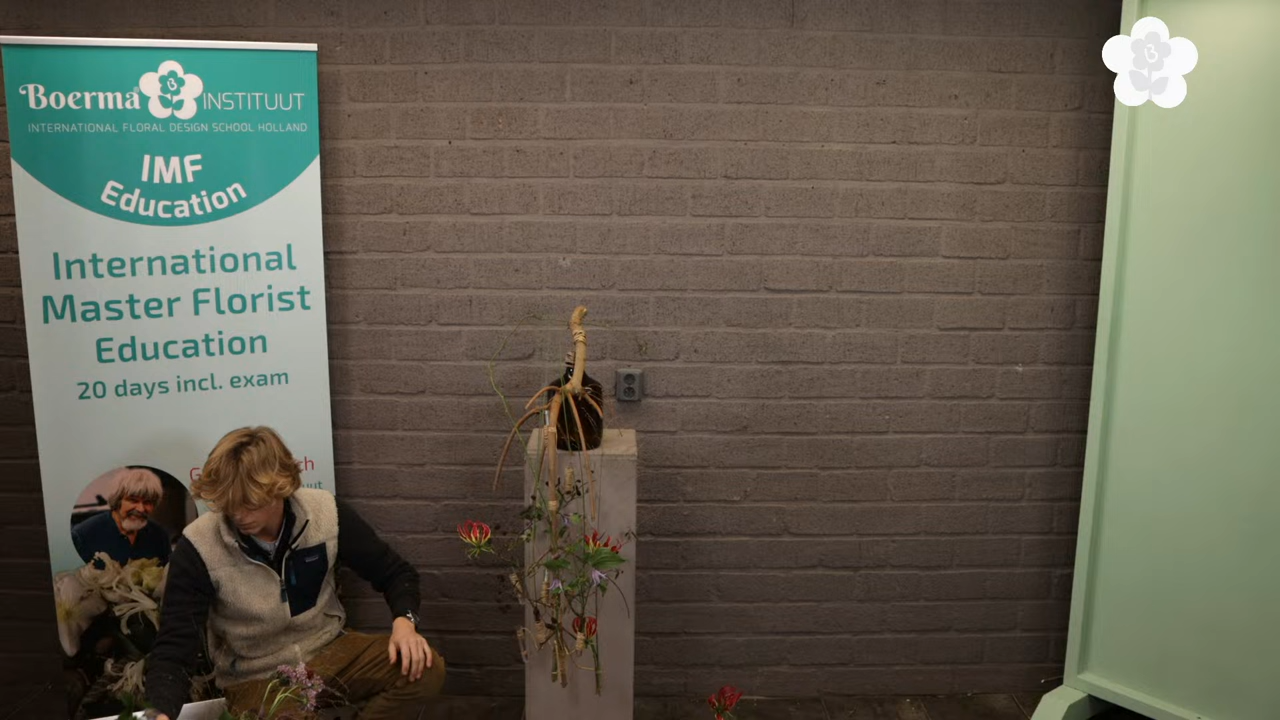 Boerma INSTITUUT
INTERNATIONAL FLORAL DESIGN SCHOOL HOLLAND
IMF
Education
International
Master Florist
Education
20 days incl. exam